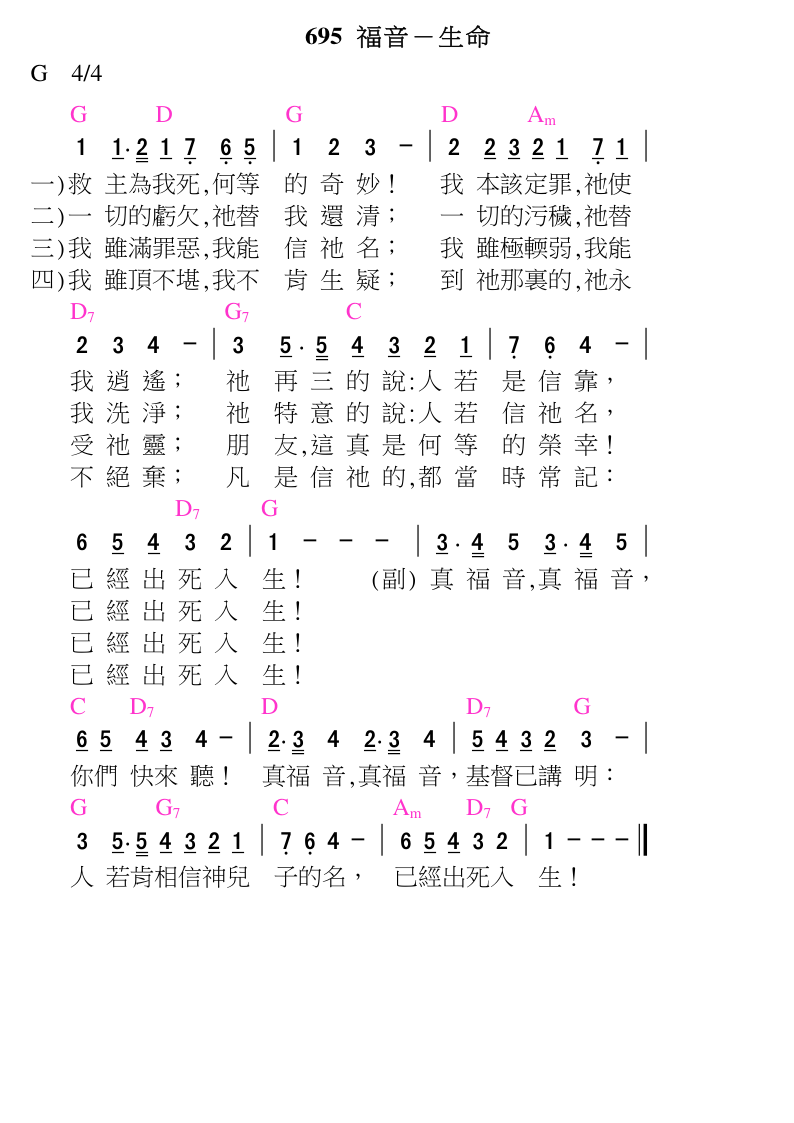 695 福音－生命
G 4/4
G D G D Am
1 1·2 1 7 6 5 | 1 2 3 － | 2 2 3 2 1 7 1 |
一)救 主為我死,何等 的 奇 妙! 我 本該定罪,祂使
二)一 切的虧欠,祂替 我 還 清; 一 切的污穢,祂替
三)我 雖滿罪惡,我能 信 祂 名; 我 雖極輭弱,我能
四)我 雖頂不堪,我不 肯 生 疑; 到 祂那裏的,祂永
D7 G7 C
2 3 4 － | 3 5·5 4 3 2 1 | 7 6 4 － |
我 逍 遙; 祂 再 三 的 說:人 若 是 信 靠,
我 洗 淨; 祂 特 意 的 說:人 若 信 祂 名,
受 祂 靈; 朋 友,這 真 是 何 等 的 榮 幸!
不 絕 棄; 凡 是 信 祂 的,都 當 時 常 記:
D7 G
6 5 4 3 2 | 1 － － － | 3·4 5 3·4 5 |
已 經 出 死 入 生! (副) 真 福 音,真 福 音,
已 經 出 死 入 生!
已 經 出 死 入 生!
已 經 出 死 入 生!
C D7 D D7 G
6 5 4 3 4 － | 2·3 4 2·3 4 | 5 4 3 2 3 － |
你們 快來 聽! 真福 音,真福 音,基督已講 明:
G G7 C Am D7 G
3 5·5 4 3 2 1 | 7 6 4 － | 6 5 4 3 2 | 1 － － － ‖
人 若肯相信神兒 子的名, 已經出死入 生!